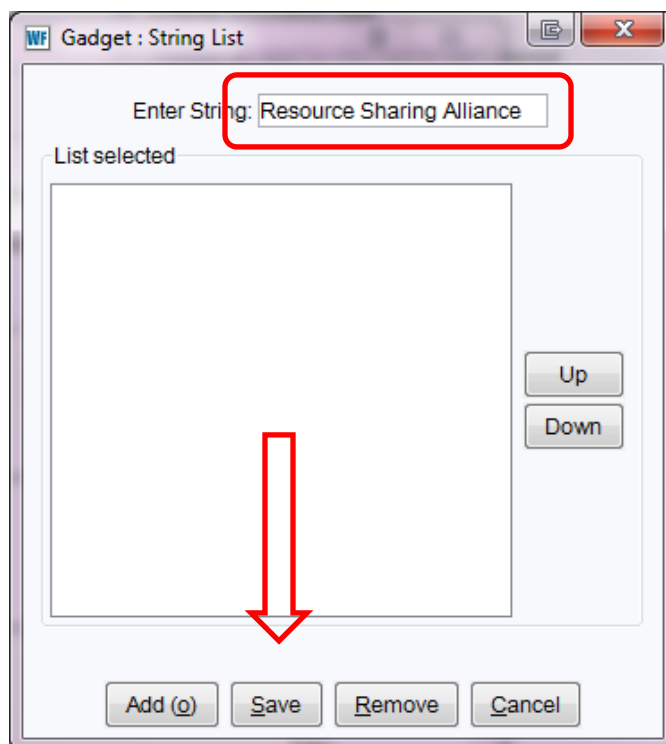 WF Gadget : String List
X
Enter String: Resource Sharing Alliance
List selected
Up
Down
Add (o) Save Remove Cancel